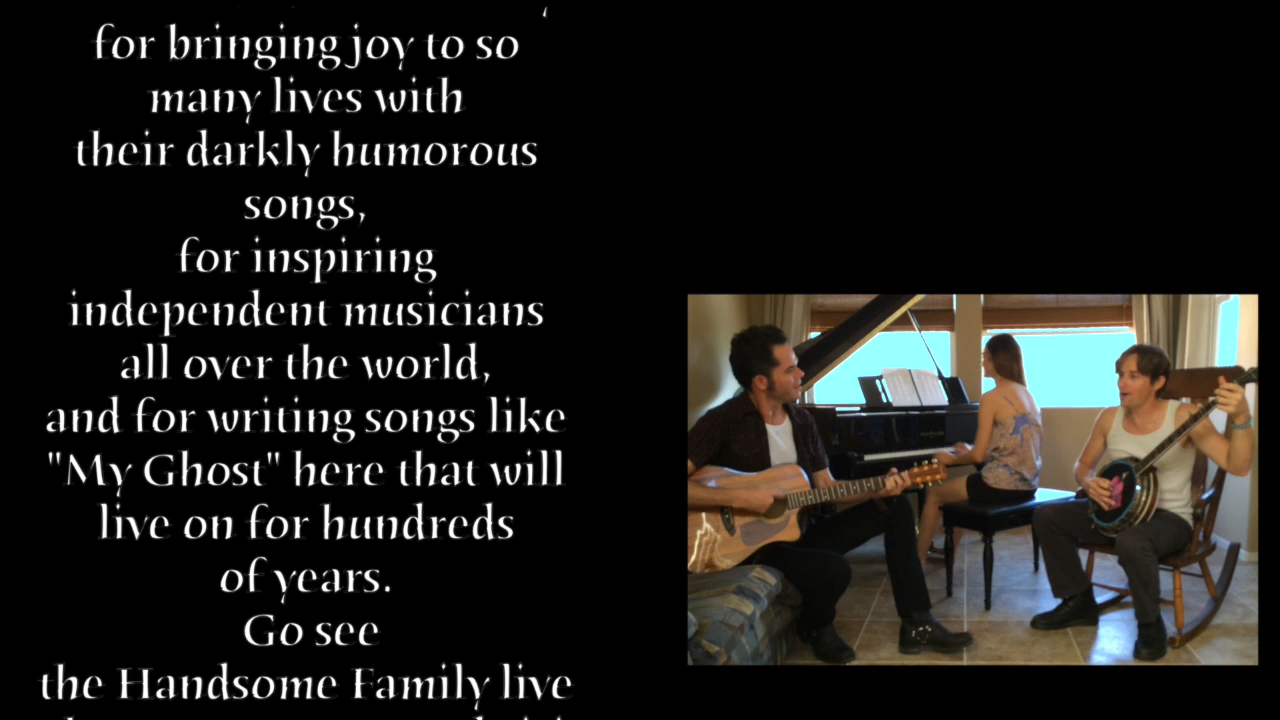 for bringing joy to so
many lives with
their darkly humorous
songs,
for inspiring
independent musicians
all over the world,
and for writing songs like
"My Ghost" here that will
live on for hundreds
of years.
Go see
the Handsome Family live